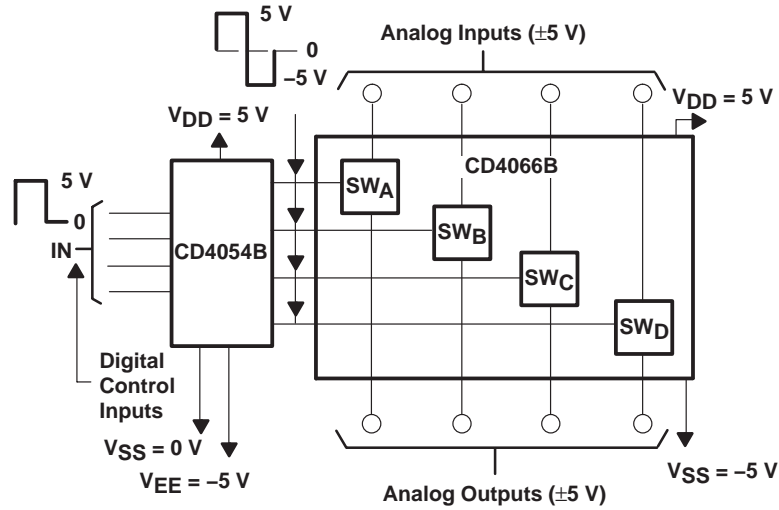 5 V
0
−5 V
Analog Inputs (±5 V)
VDD = 5 V
VDD = 5 V
5 V
0
IN
CD4054B
CD4066B
SWA
SWB
SWC
SWD
Digital
Control
Inputs
VSS = 0 V
VEE = −5 V
VSS = −5 V
Analog Outputs (±5 V)